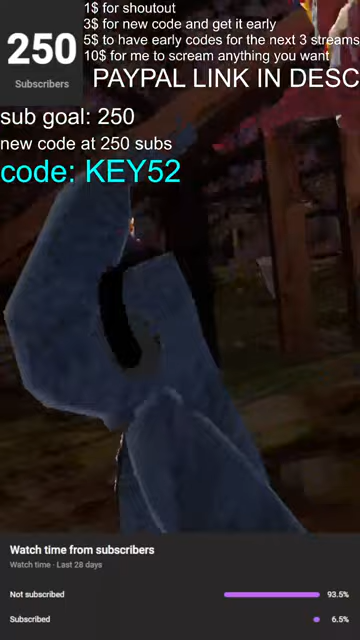 1$ for shoutout
3$ for new code and get it early
5$ to have early codes for the next 3 streams
10$ for me to scream anything you want
PAYPAL LINK IN DESC
250
Subscribers
sub goal: 250
new code at 250 subs
code: KEY52
Watch time from subscribers
Watch time · Last 28 days
Not subscribed 93.5%
Subscribed 6.5%